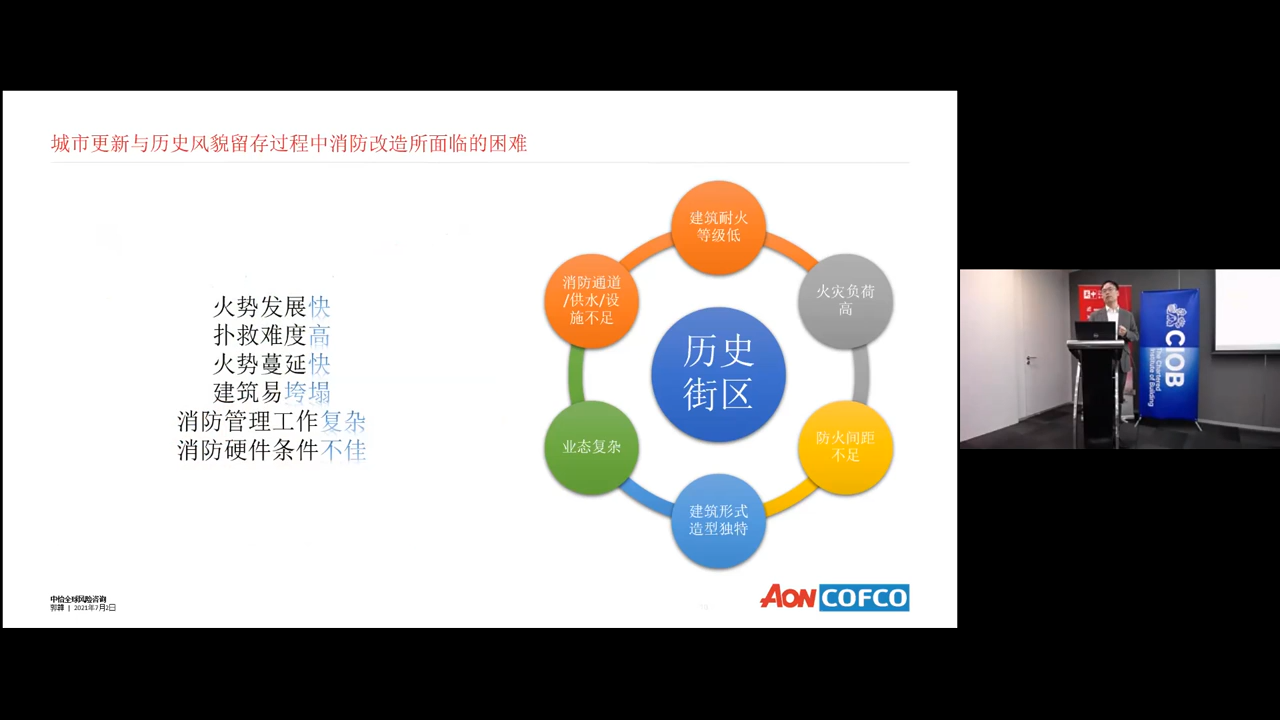 城市更新与历史风貌留存过程中消防改造所面临的困难
火势发展快
扑救难度高
火势蔓延快
建筑易垮塌
消防管理工作复杂
消防硬件条件不佳
建筑耐火
等级低
消防通道
/供水/设
施不足
火灾负荷
高
历史
街区
业态复杂
防火间距
不足
建筑形式
造型独特
中怡全球风险咨询
2021年7月2日
AON
COFCO
CIOB
The Chartered
Institute of Building